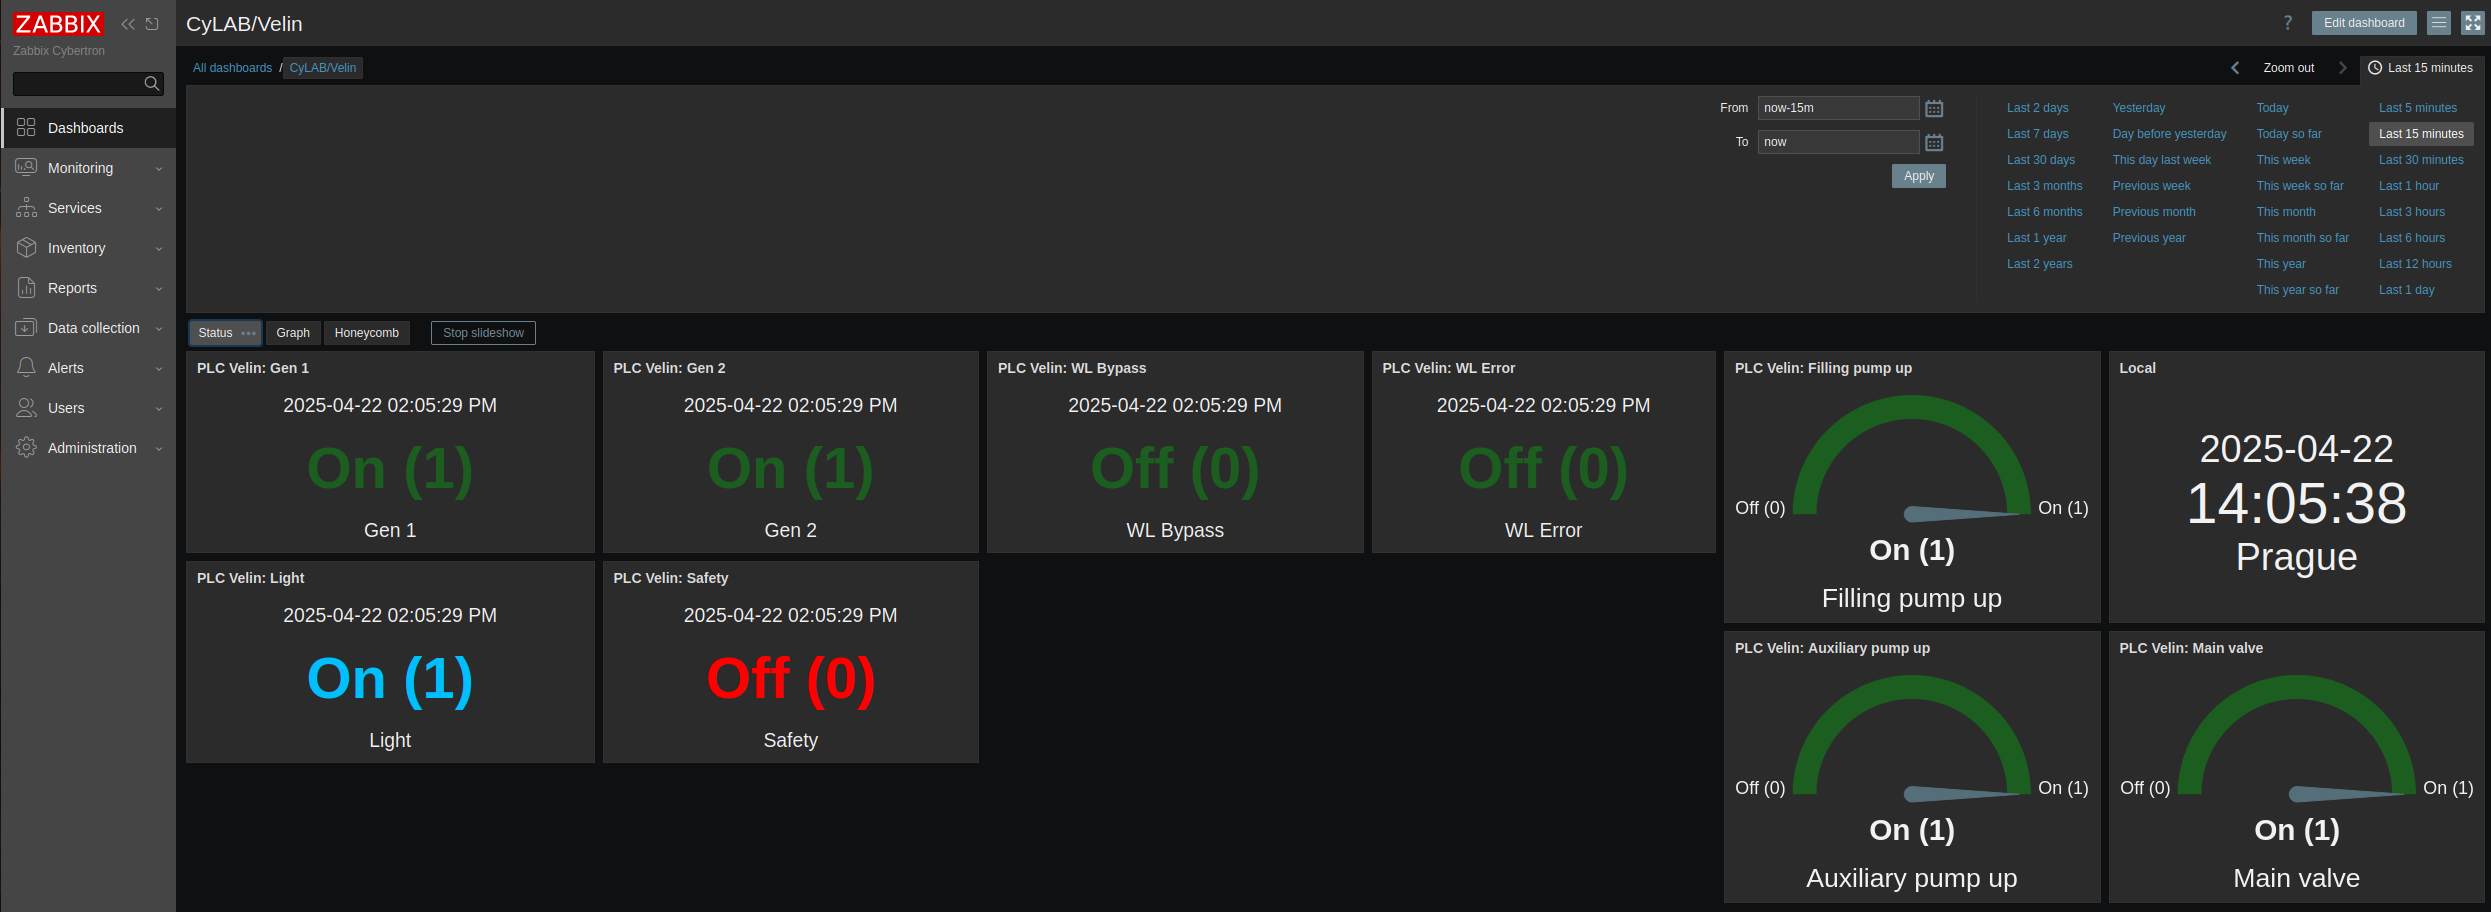 ZABBIX
Zabbix Cybertron
Dashboards
Monitoring
Services
Inventory
Reports
Data collection
Alerts
Users
Administration
CyLAB/Velin
? Edit dashboard
All dashboards / CyLAB/Velin
Zoom out Last 15 minutes
From now-15m
To now
Apply
Last 2 days Yesterday Today Last 5 minutes
Last 7 days Day before yesterday Today so far Last 15 minutes
Last 30 days This day last week This week Last 30 minutes
Last 3 months Previous week This week so far Last 1 hour
Last 6 months Previous month This month Last 3 hours
Last 1 year Previous year This month so far Last 6 hours
Last 2 years This year Last 12 hours
This year so far Last 1 day
Status Graph Honeycomb Stop slideshow
PLC Velin: Gen 1
2025-04-22 02:05:29 PM
On (1)
Gen 1
PLC Velin: Gen 2
2025-04-22 02:05:29 PM
On (1)
Gen 2
PLC Velin: WL Bypass
2025-04-22 02:05:29 PM
Off (0)
WL Bypass
PLC Velin: WL Error
2025-04-22 02:05:29 PM
Off (0)
WL Error
PLC Velin: Filling pump up
Off (0) On (1)
On (1)
Filling pump up
Local
2025-04-22
14:05:38
Prague
PLC Velin: Light
2025-04-22 02:05:29 PM
On (1)
Light
PLC Velin: Safety
2025-04-22 02:05:29 PM
Off (0)
Safety
PLC Velin: Auxiliary pump up
Off (0) On (1)
On (1)
Auxiliary pump up
PLC Velin: Main valve
Off (0) On (1)
On (1)
Main valve